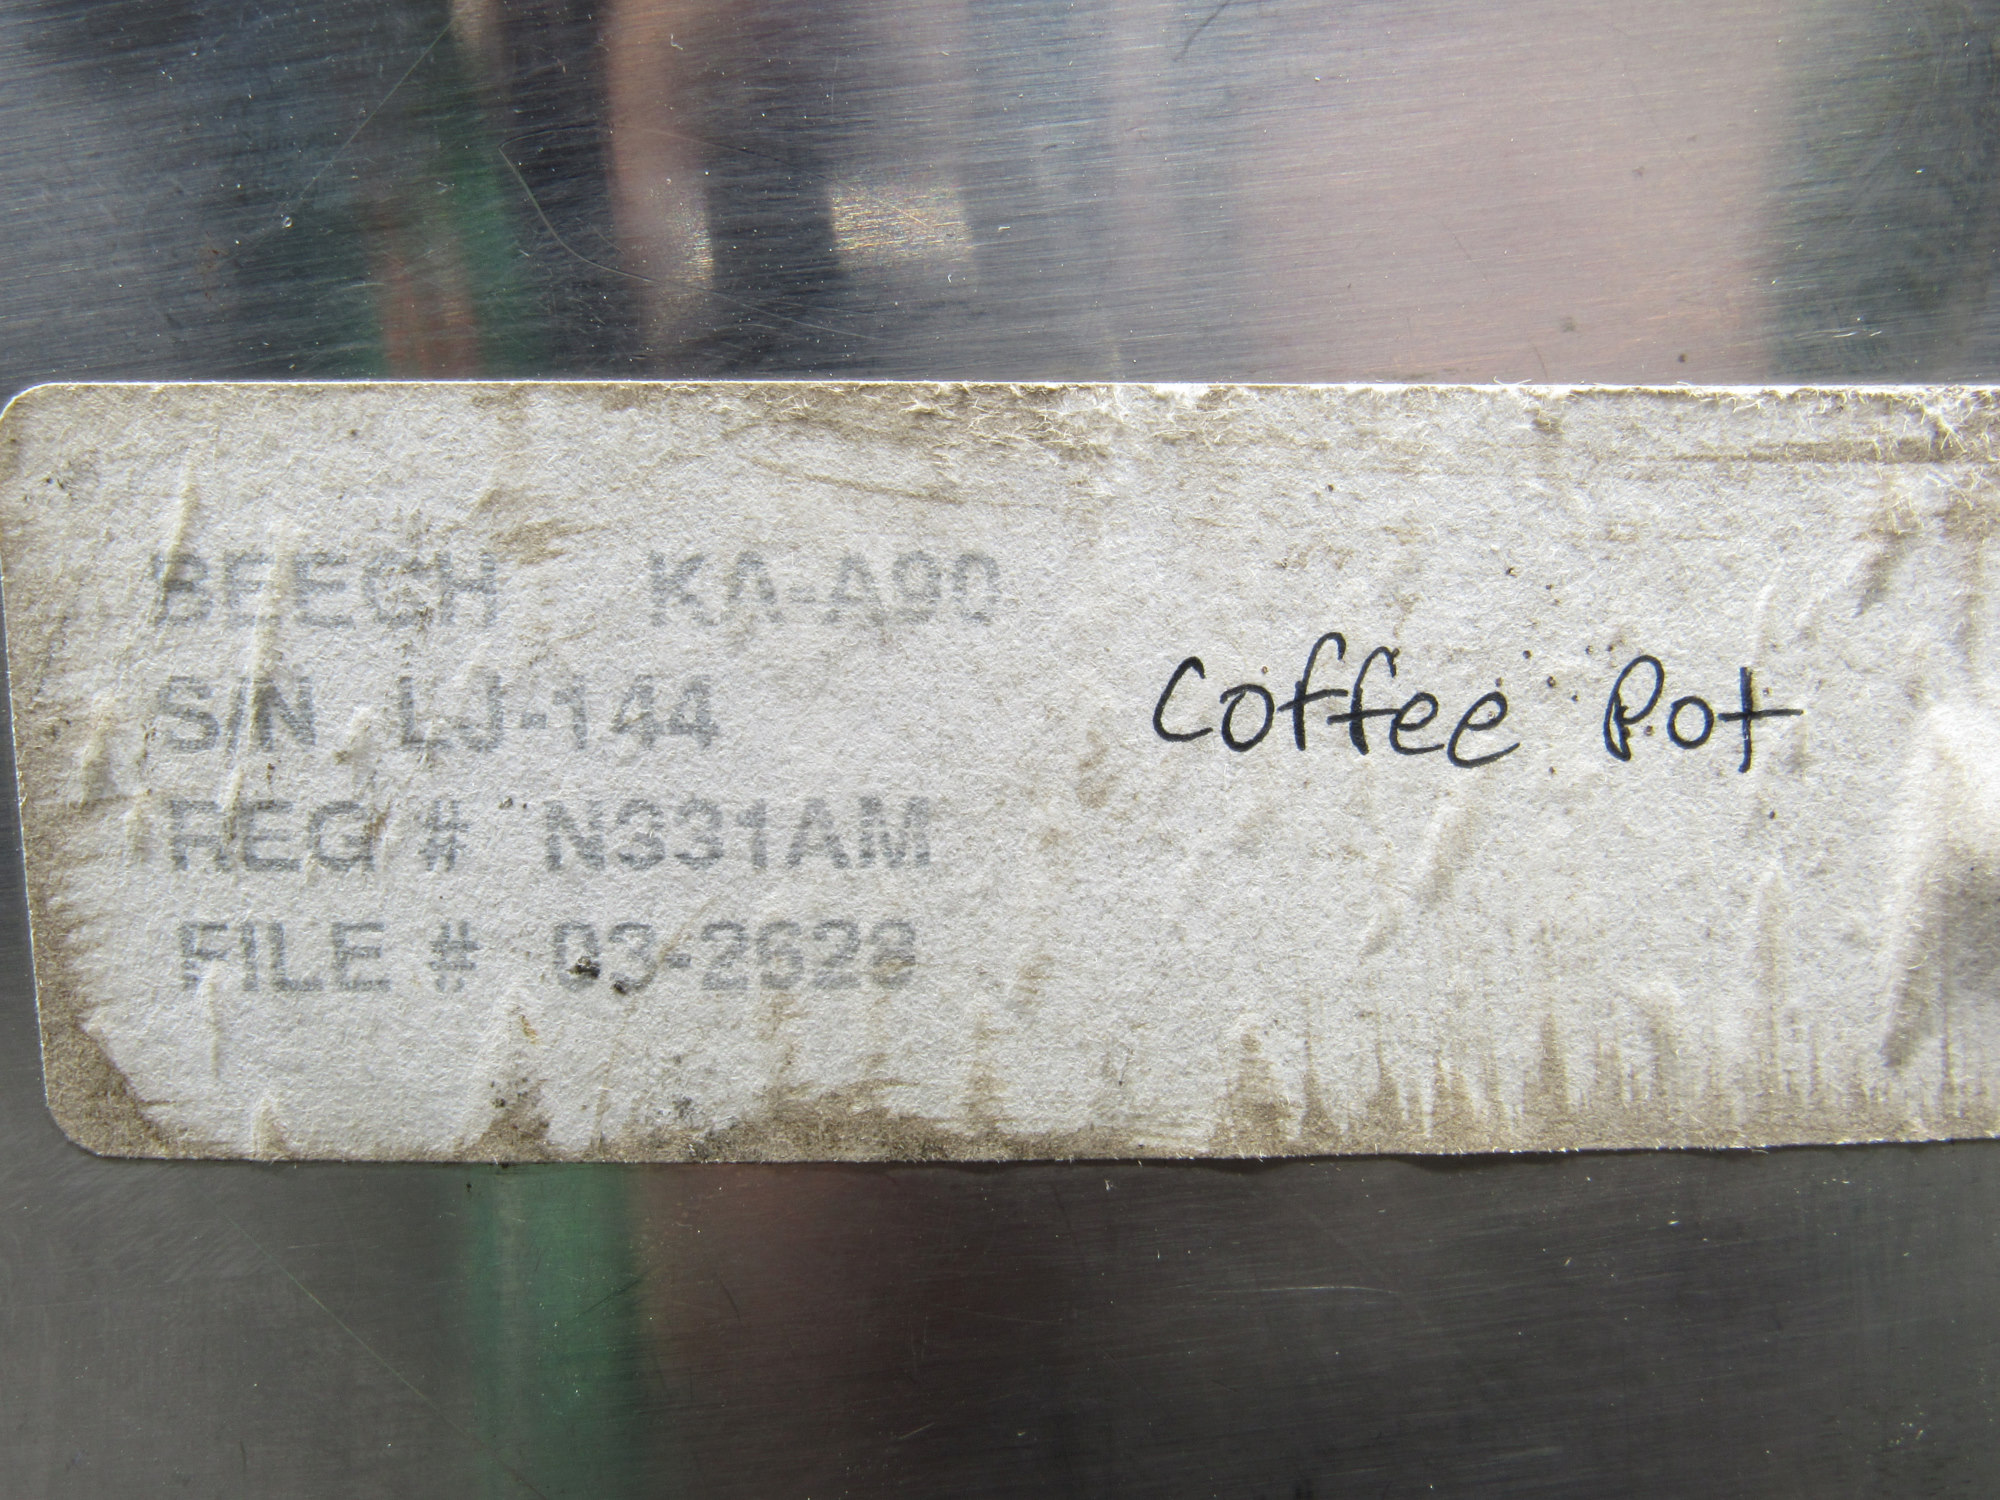 BEECH KA-A90
S/N LJ-144
Coffee Pot
REG # N331AM
FILE # 03-2628